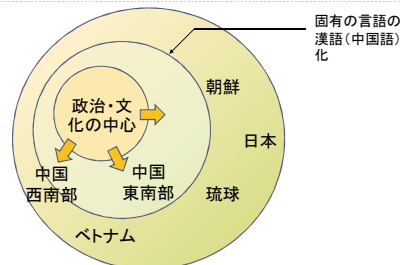 固有の言語の
漢語(中国語)
化
朝鮮
政治・文
化の中心
日本
中国
西南部
中国
東南部
琉球
ベトナム